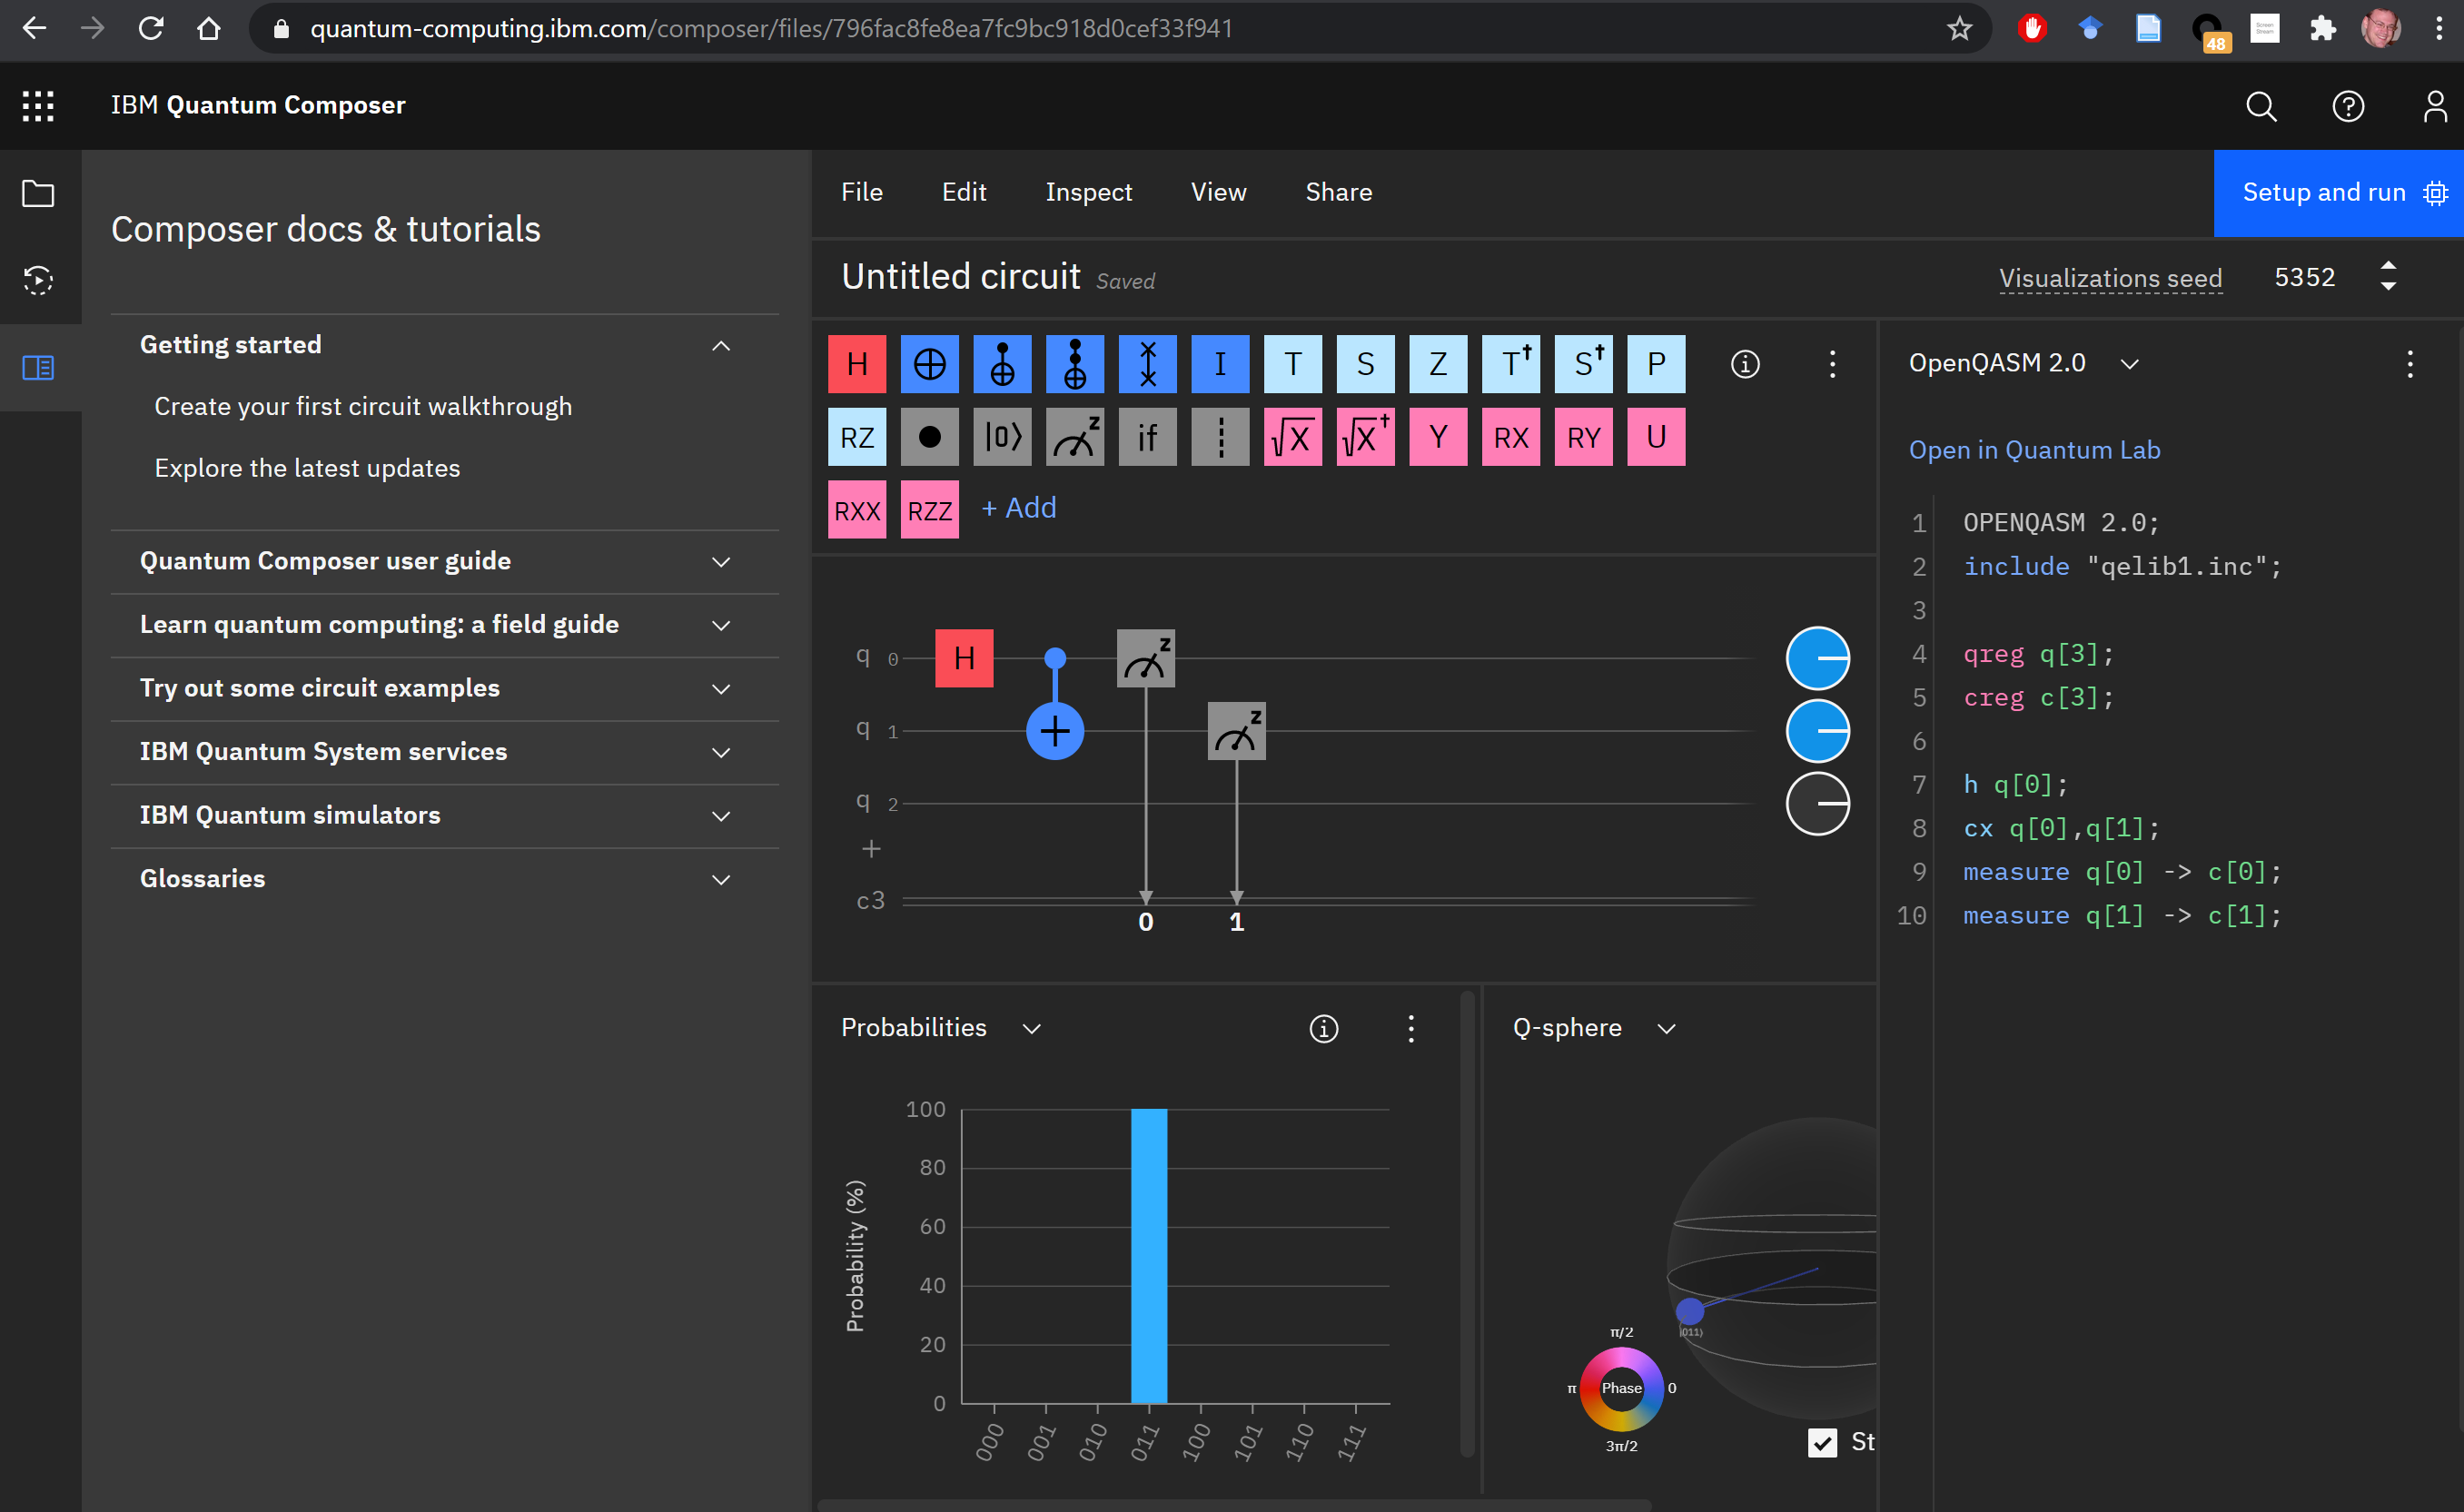 quantum-computing.ibm.com/composer/files/796fac8fe8ea7fc9bc918d0cef33f941
48
IBM Quantum Composer
Composer docs & tutorials
Getting started
Create your first circuit walkthrough
Explore the latest updates
Quantum Composer user guide
Learn quantum computing: a field guide
Try out some circuit examples
IBM Quantum System services
IBM Quantum simulators
Glossaries
File Edit Inspect View Share
Setup and run
Untitled circuit Saved
Visualizations seed 5352
H I T S Z T† S† P
RZ |0⟩ z if √X √X† Y RX RY U
RXX RZZ + Add
q 0 H z
q 1 + z
q 2
+
c3
0 1
OpenQASM 2.0
Open in Quantum Lab
1 OPENQASM 2.0;
2 include "qelib1.inc";
3
4 qreg q[3];
5 creg c[3];
6
7 h q[0];
8 cx q[0],q[1];
9 measure q[0] -> c[0];
10 measure q[1] -> c[1];
Probabilities
Probability (%)
100
80
60
40
20
0
000 001 010 011 100 101 110 111
Q-sphere
|011⟩
π/2
π Phase 0
3π/2
St